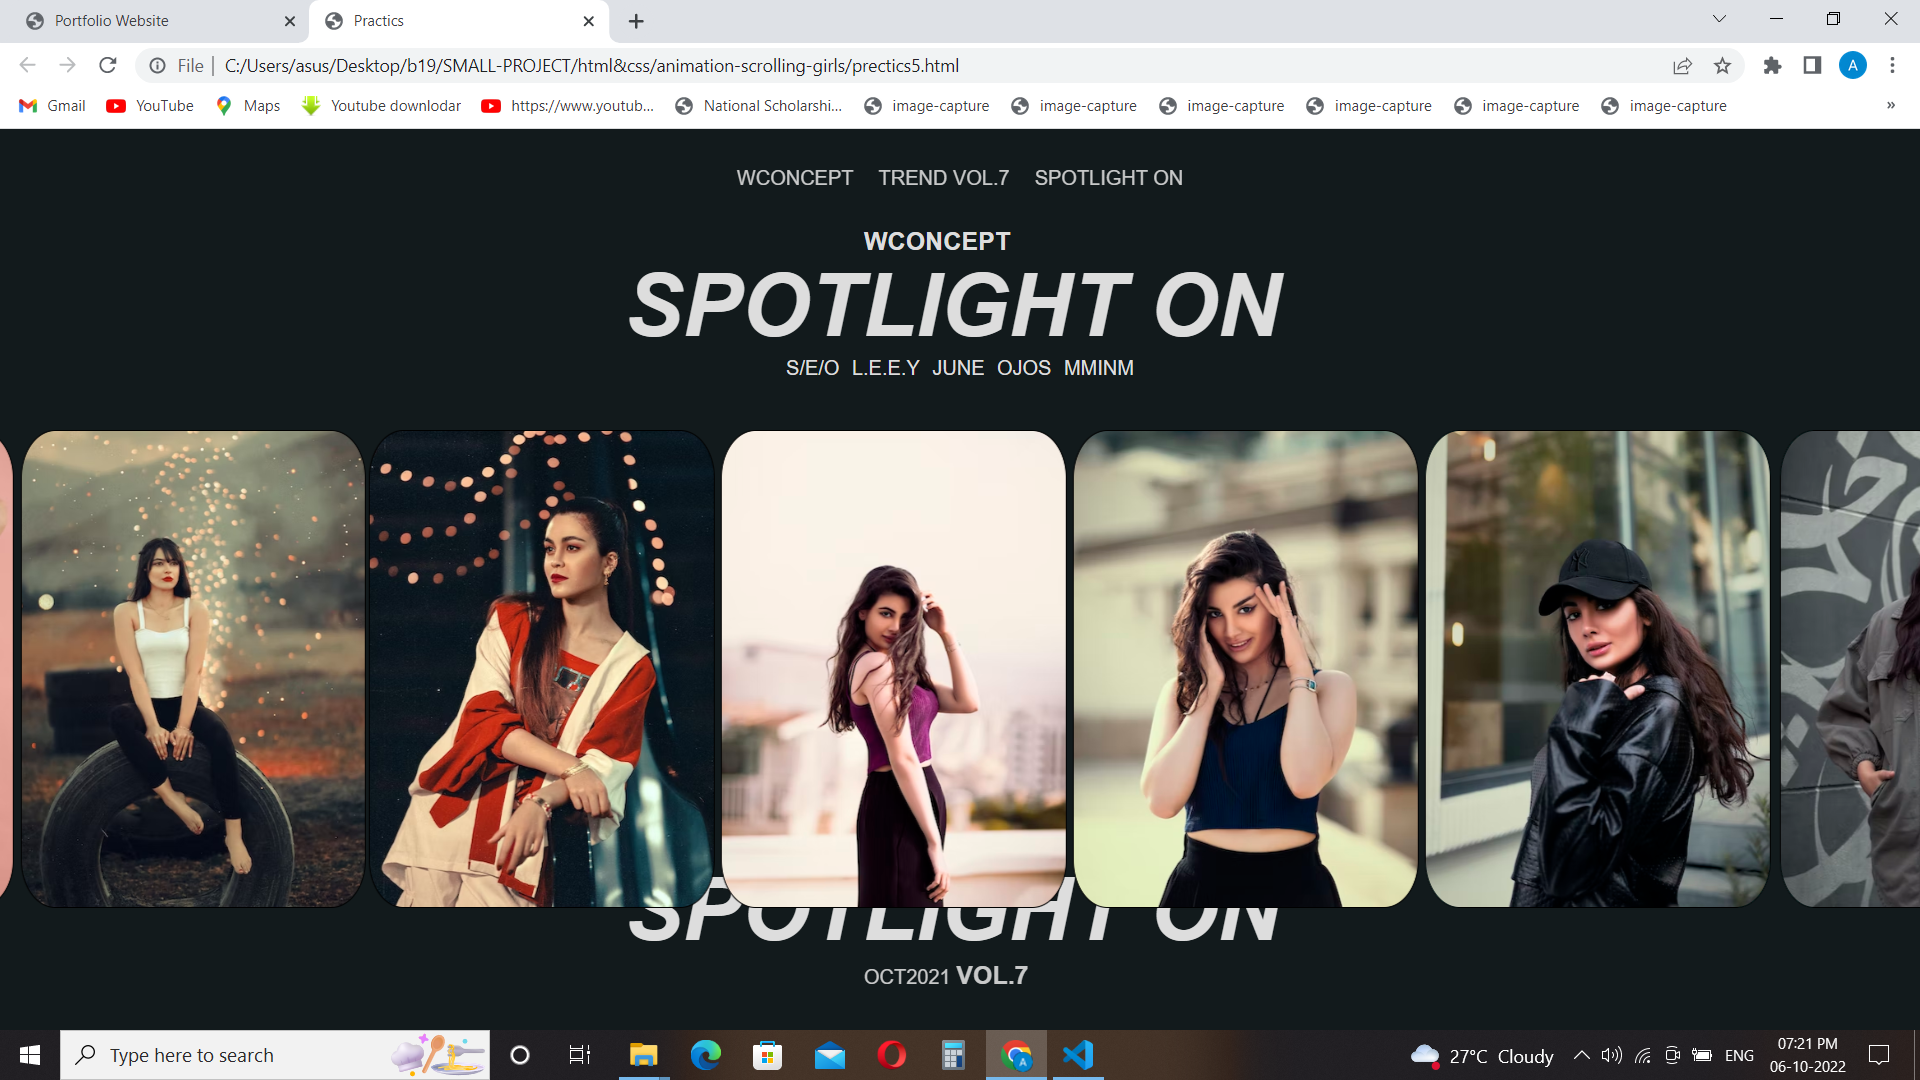 Portfolio Website
Practics
File | C:/Users/asus/Desktop/b19/SMALL-PROJECT/html&css/animation-scrolling-girls/prectics5.html
A
Gmail YouTube Maps Youtube downlodar https://www.youtub... National Scholarshi... image-capture image-capture image-capture image-capture image-capture image-capture »
WCONCEPT TREND VOL.7 SPOTLIGHT ON
WCONCEPT
SPOTLIGHT ON
S/E/O L.E.E.Y JUNE OJOS MMINM
SPOTLIGHT ON
OCT2021 VOL.7
Type here to search
A
27°C Cloudy
ENG
07:21 PM
06-10-2022